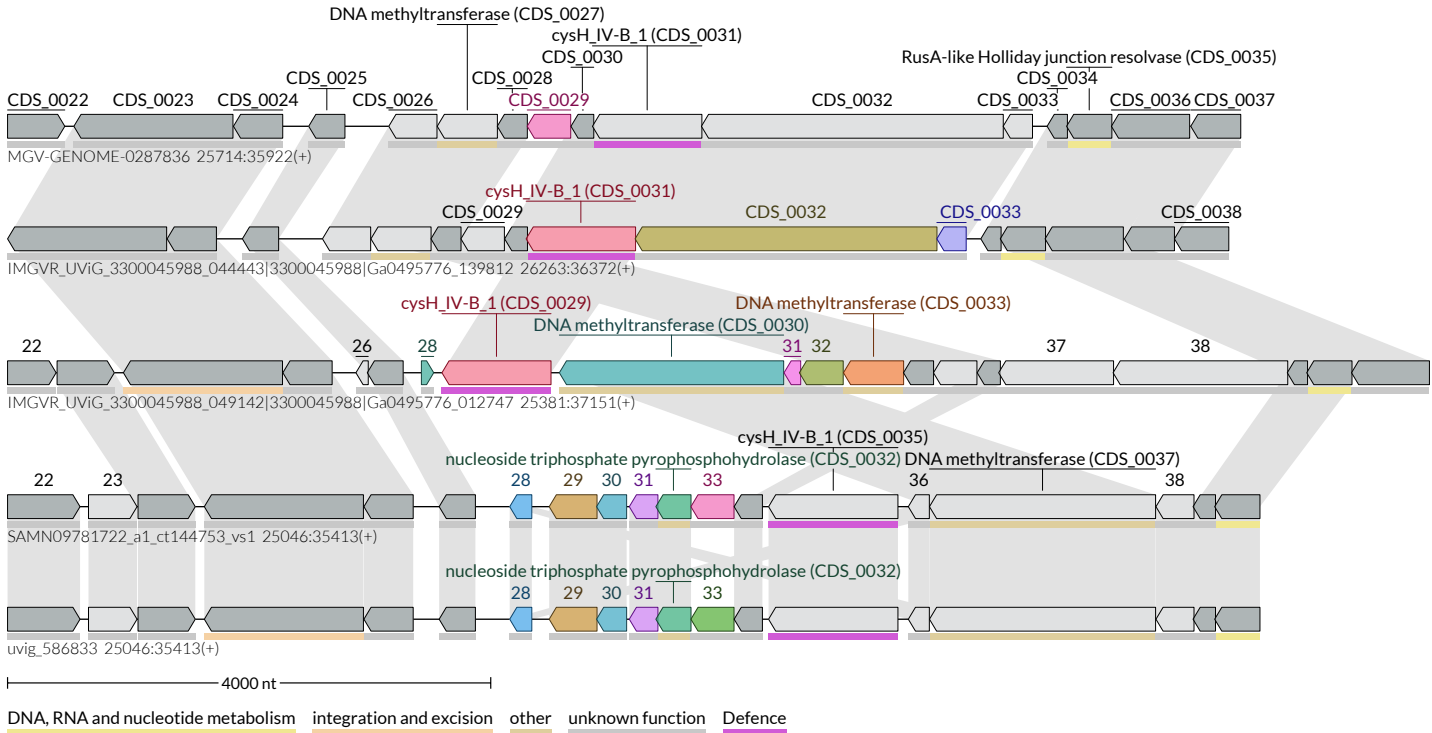 DNA methyltransferase (CDS_0027)
cysH_IV-B_1 (CDS_0031)
CDS_0030 RusA-like Holliday junction resolvase (CDS_0035)
CDS_0025 CDS_0028 CDS_0034
CDS_0022 CDS_0023 CDS_0024 CDS_0026 CDS_0029 CDS_0032 CDS_0033 CDS_0036 CDS_0037
MGV-GENOME-0287836 25714:35922(+)
cysH_IV-B_1 (CDS_0031)
CDS_0029 CDS_0032 CDS_0033 CDS_0038
IMGVR_UViG_3300045988_044443|3300045988|Ga0495776_139812 26263:36372(+)
cysH_IV-B_1 (CDS_0029) DNA methyltransferase (CDS_0033)
DNA methyltransferase (CDS_0030)
22 26 28 31 32 37 38
IMGVR_UViG_3300045988_049142|3300045988|Ga0495776_012747 25381:37151(+)
cysH_IV-B_1 (CDS_0035)
nucleoside triphosphate pyrophosphohydrolase (CDS_0032) DNA methyltransferase (CDS_0037)
22 23 28 29 30 31 33 36 38
SAMN09781722_a1_ct144753_vs1 25046:35413(+)
nucleoside triphosphate pyrophosphohydrolase (CDS_0032)
28 29 30 31 33
uvig_586833 25046:35413(+)
4000 nt
DNA, RNA and nucleotide metabolism integration and excision other unknown function Defence